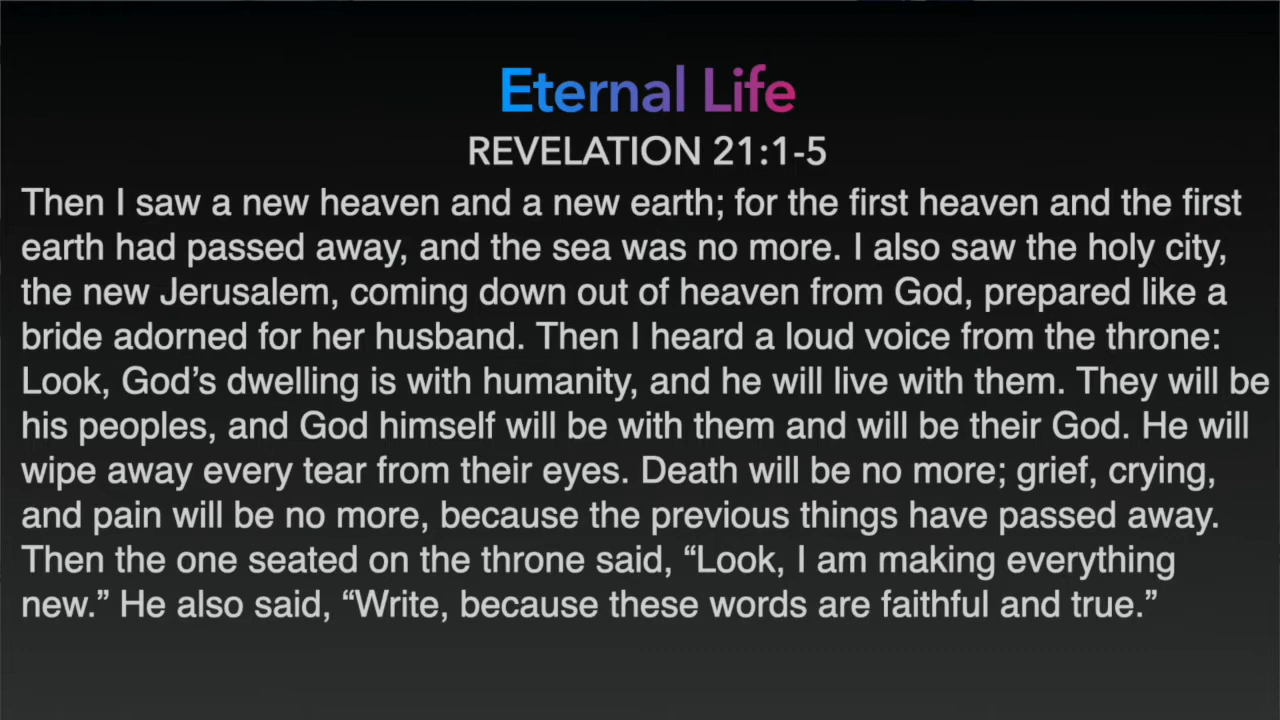 Eternal Life
REVELATION 21:1-5
Then I saw a new heaven and a new earth; for the first heaven and the first
earth had passed away, and the sea was no more. I also saw the holy city,
the new Jerusalem, coming down out of heaven from God, prepared like a
bride adorned for her husband. Then I heard a loud voice from the throne:
Look, God’s dwelling is with humanity, and he will live with them. They will be
his peoples, and God himself will be with them and will be their God. He will
wipe away every tear from their eyes. Death will be no more; grief, crying,
and pain will be no more, because the previous things have passed away.
Then the one seated on the throne said, “Look, I am making everything
new.” He also said, “Write, because these words are faithful and true.”